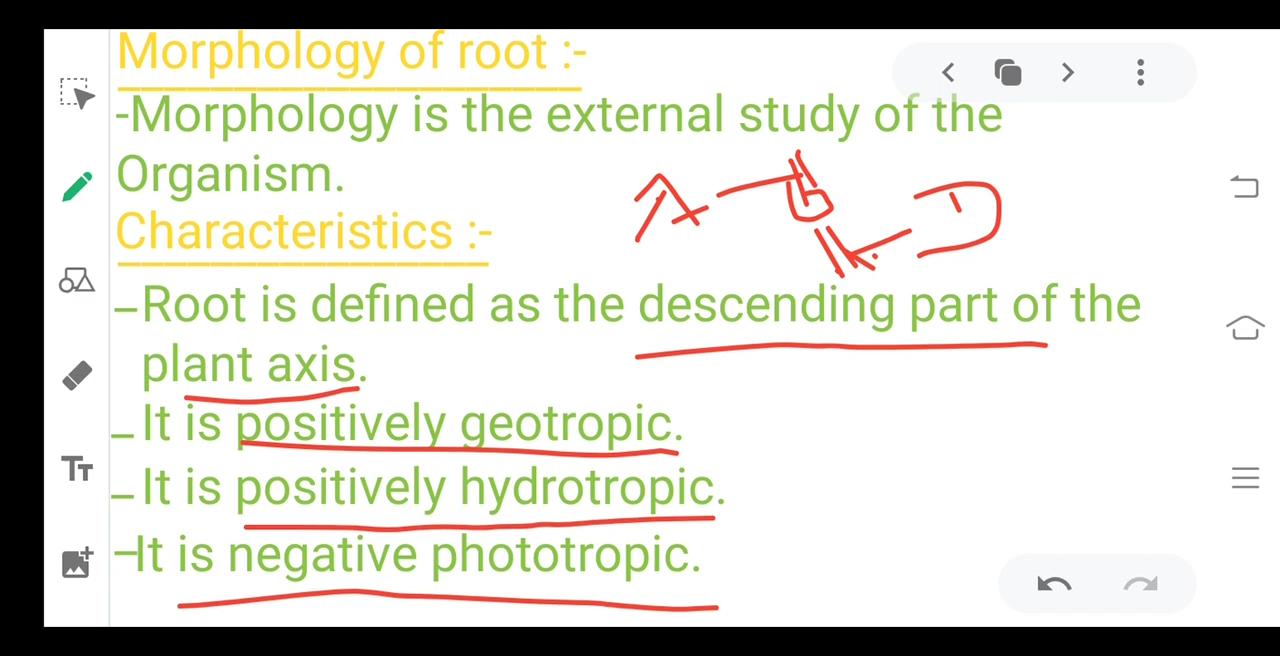 Morphology of root :-
-Morphology is the external study of the
Organism.
Characteristics :-
–Root is defined as the descending part of the
plant axis.
–It is positively geotropic.
–It is positively hydrotropic.
–It is negative phototropic.